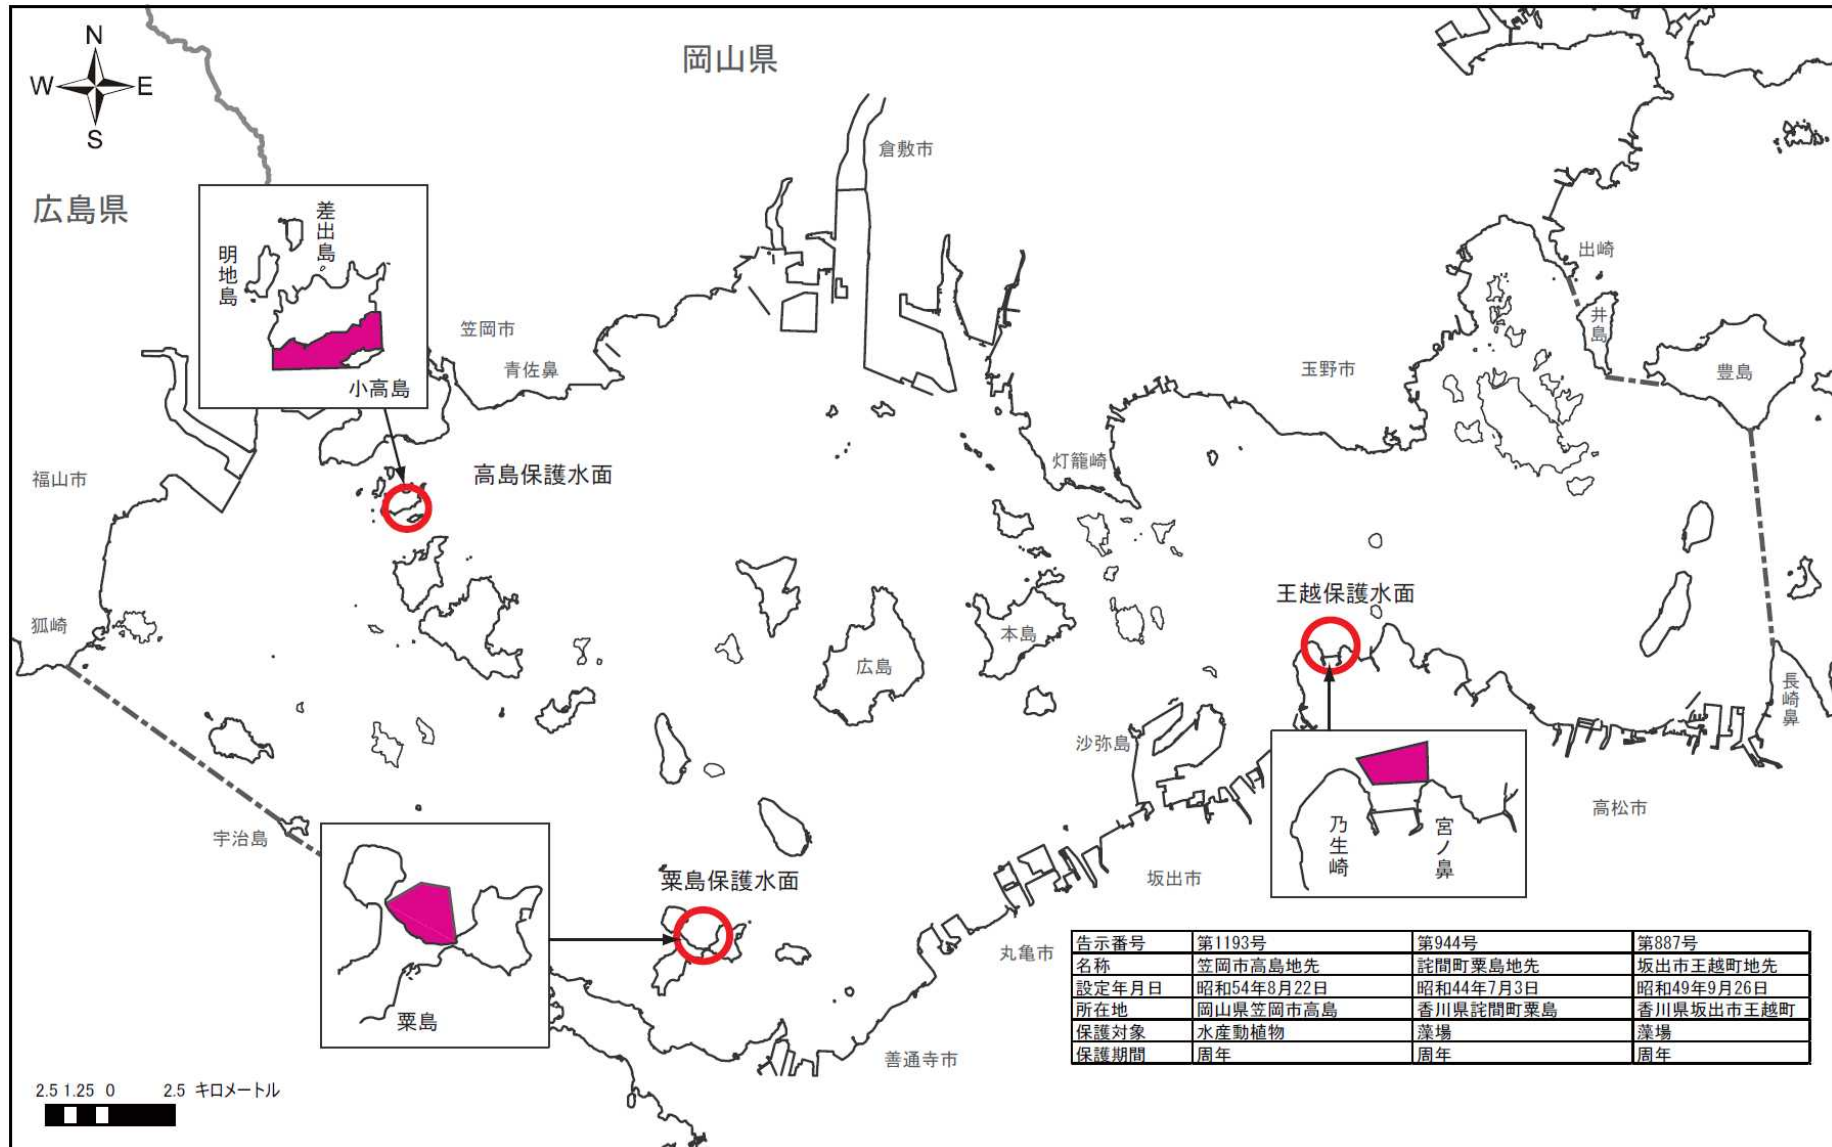 N
W E
S
岡山県
広島県
倉敷市
差出島
明地島
小高島
笠岡市
青佐鼻
出崎
井島
豊島
玉野市
灯籠崎
福山市
高島保護水面
王越保護水面
狐崎
本島
広島
沙弥島
長崎鼻
高松市
乃生崎
宮ノ鼻
宇治島
粟島保護水面
坂出市
丸亀市
粟島
善通寺市
告示番号 第1193号 第944号 第887号
名称 笠岡市高島地先 詫間町粟島地先 坂出市王越町地先
設定年月日 昭和54年8月22日 昭和44年7月3日 昭和49年9月26日
所在地 岡山県笠岡市高島 香川県詫間町粟島 香川県坂出市王越町
保護対象 水産動植物 藻場 藻場
保護期間 周年 周年 周年
2.5 1.25 0 2.5 キロメートル